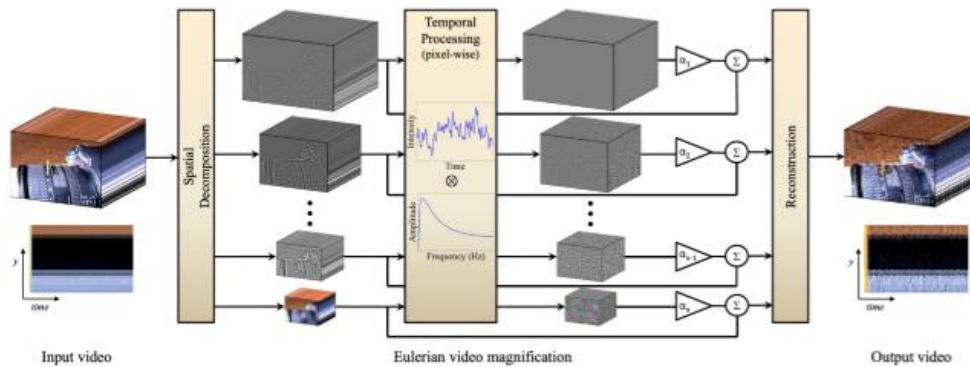 Temporal
Processing
(pixel-wise)
α1
Σ
Intensity
Time
⊗
α2
Σ
Spatial
Decomposition
Reconstruction
Amplitude
Frequency (Hz)
αn-1
Σ
αn
Σ
y
time
y
time
Input video
Eulerian video magnification
Output video